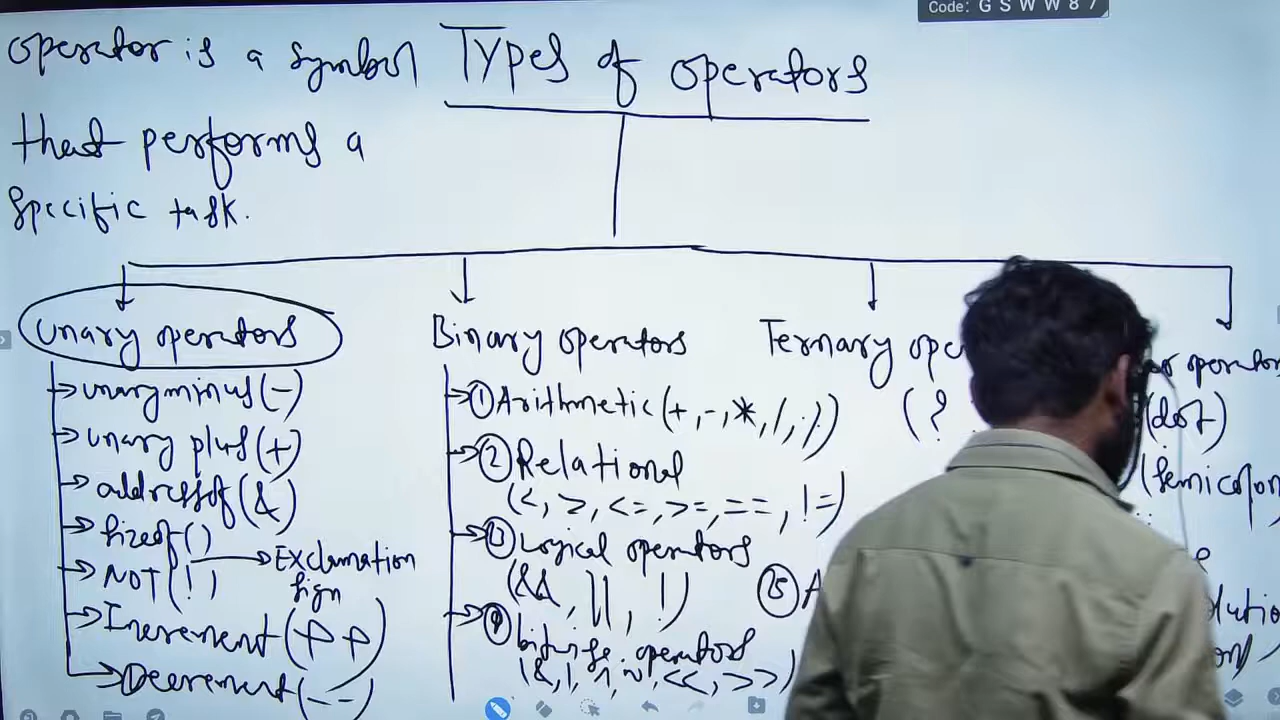 Code: G S W W 8 7
operator is a symbol
that performs a
specific task.
Types of operators
Unary operators
unary minus (-)
unary plus (+)
address of (&)
sizeof ()
NOT (!) → Exclamation
sign
Increment (++)
Decrement (--)
Binary operators
① Arithmetic (+, -, *, /, %)
② Relational
(<, >, <=, >=, ==, !=)
③ Logical operators
(&&, ||, !)
④ bitwise operators
(&, |, ^, ~, <<, >>)
Ternary ope
(?
⑤ A
operator
(dot)
(semicolon